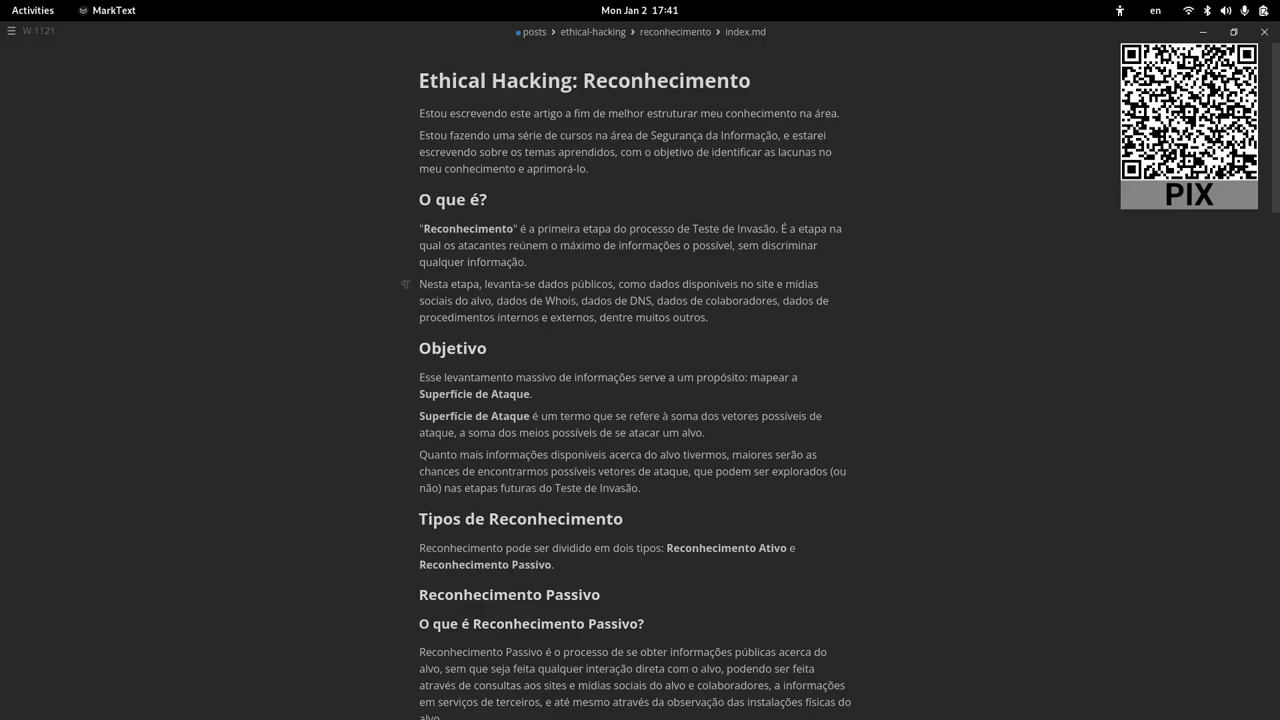 Activities MarkText Mon Jan 2 17:41 en
W 1121 posts › ethical-hacking › reconhecimento › index.md
Ethical Hacking: Reconhecimento
Estou escrevendo este artigo a fim de melhor estruturar meu conhecimento na área.
Estou fazendo uma série de cursos na área de Segurança da Informação, e estarei
escrevendo sobre os temas aprendidos, com o objetivo de identificar as lacunas no
meu conhecimento e aprimorá-lo.
PIX
O que é?
"Reconhecimento" é a primeira etapa do processo de Teste de Invasão. É a etapa na
qual os atacantes reúnem o máximo de informações o possível, sem discriminar
qualquer informação.
Nesta etapa, levanta-se dados públicos, como dados disponíveis no site e mídias
sociais do alvo, dados de Whois, dados de DNS, dados de colaboradores, dados de
procedimentos internos e externos, dentre muitos outros.
Objetivo
Esse levantamento massivo de informações serve a um propósito: mapear a
Superfície de Ataque.
Superfície de Ataque é um termo que se refere à soma dos vetores possíveis de
ataque, a soma dos meios possíveis de se atacar um alvo.
Quanto mais informações disponíveis acerca do alvo tivermos, maiores serão as
chances de encontrarmos possíveis vetores de ataque, que podem ser explorados (ou
não) nas etapas futuras do Teste de Invasão.
Tipos de Reconhecimento
Reconhecimento pode ser dividido em dois tipos: Reconhecimento Ativo e
Reconhecimento Passivo.
Reconhecimento Passivo
O que é Reconhecimento Passivo?
Reconhecimento Passivo é o processo de se obter informações públicas acerca do
alvo, sem que seja feita qualquer interação direta com o alvo, podendo ser feita
através de consultas aos sites e mídias sociais do alvo e colaboradores, a informações
em serviços de terceiros, e até mesmo através da observação das instalações físicas do
alvo.